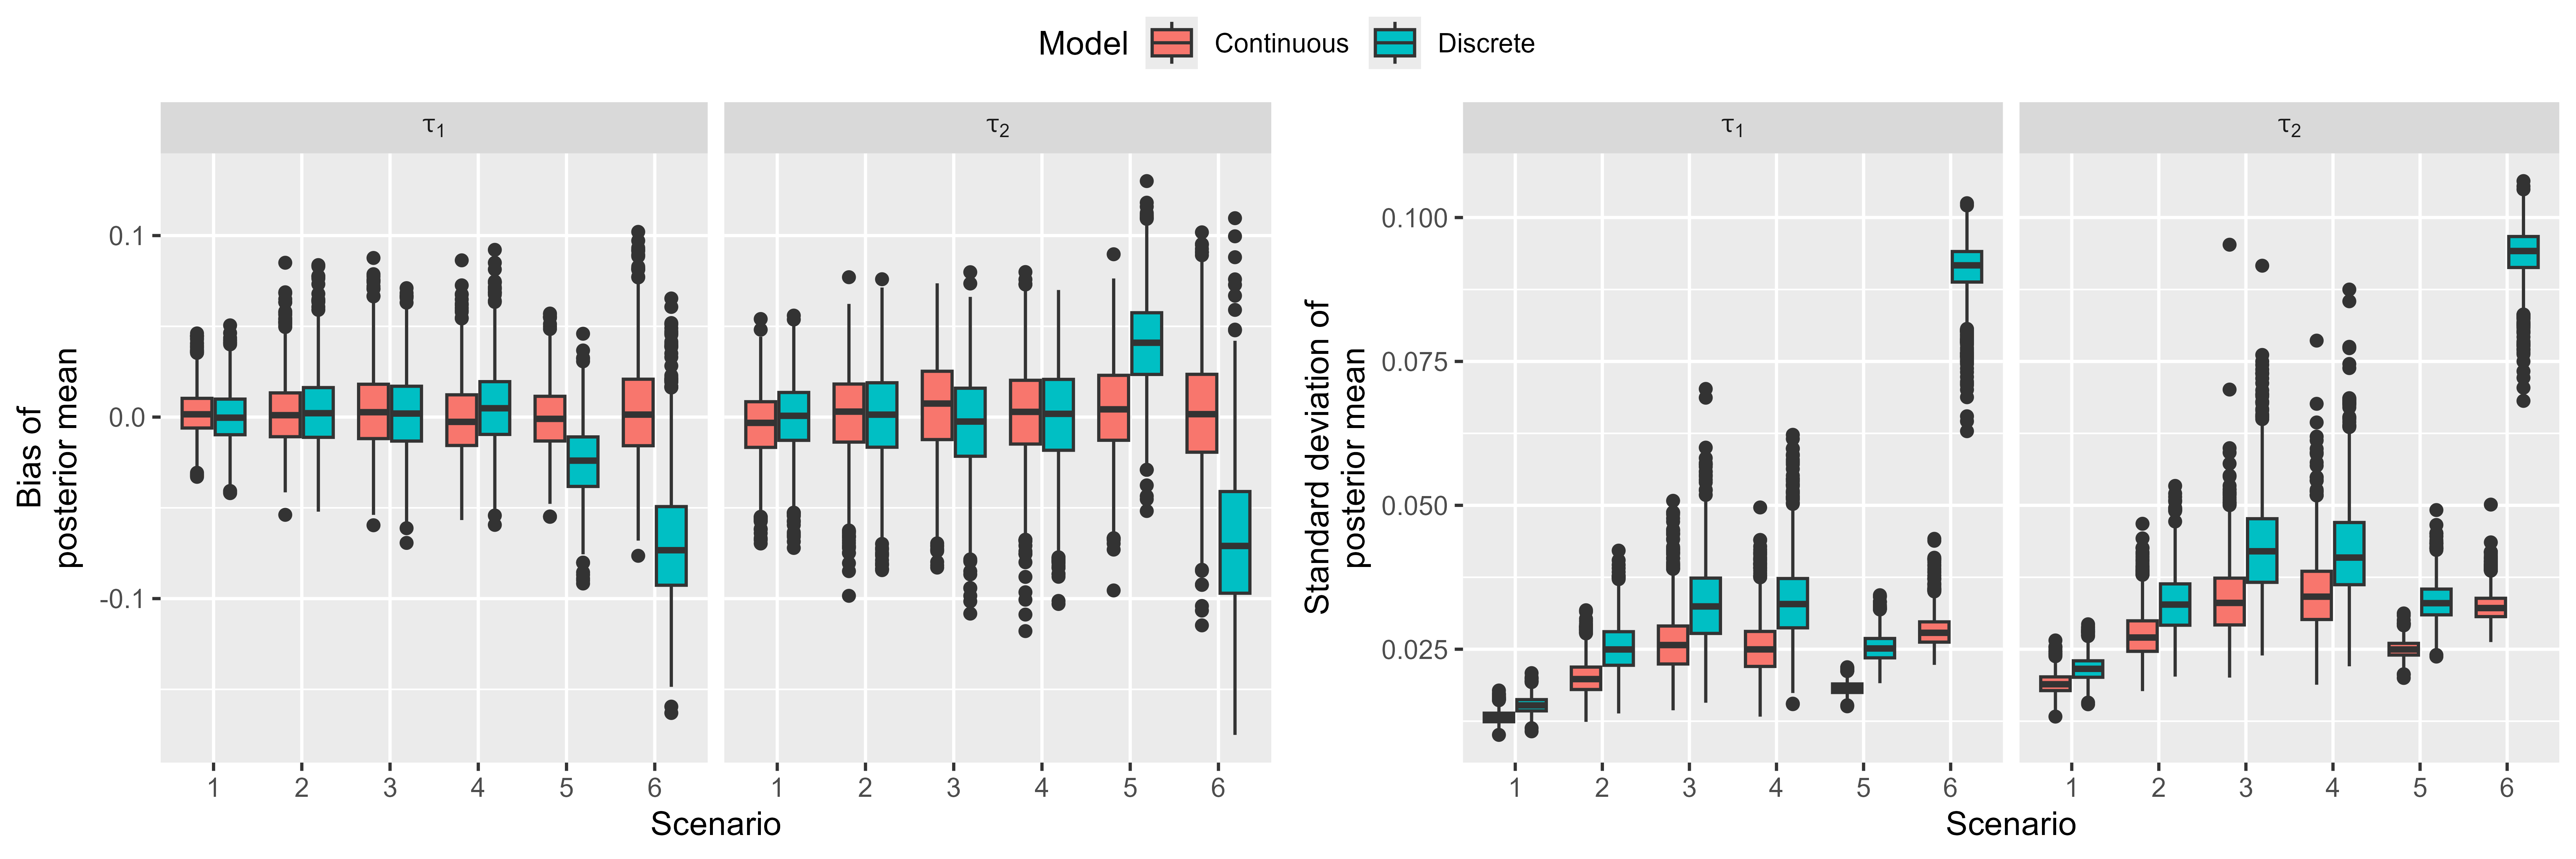 Model Continuous Discrete
τ1
τ2
Bias of
posterior mean
0.1
0.0
-0.1
1 2 3 4 5 6
1 2 3 4 5 6
Scenario
τ1
τ2
Standard deviation of
posterior mean
0.100
0.075
0.050
0.025
1 2 3 4 5 6
1 2 3 4 5 6
Scenario